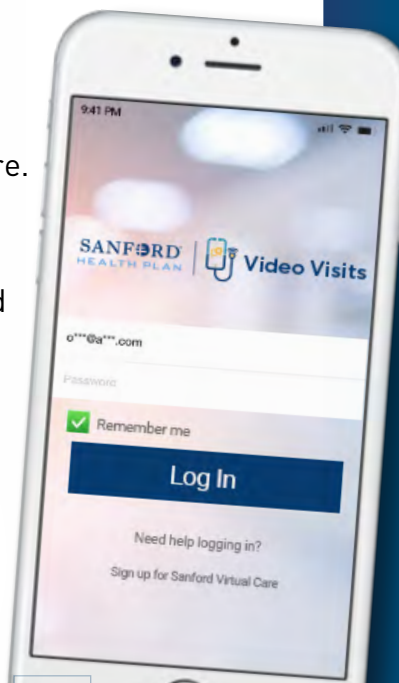 re.
d
9:41 PM
SANFORD
HEALTH PLAN
Video Visits
o***@a***.com
Password
Remember me
Log In
Need help logging in?
Sign up for Sanford Virtual Care